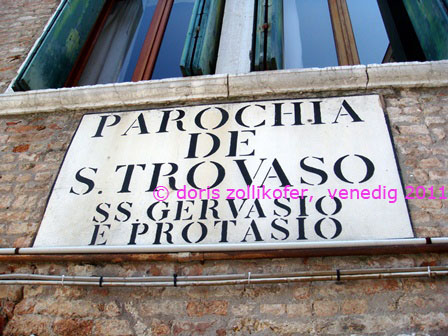 PAROCHIA
DE
S. TROVASO
© doris zollikofer, venedig 2011
SS. GERVASIO
E PROTASIO